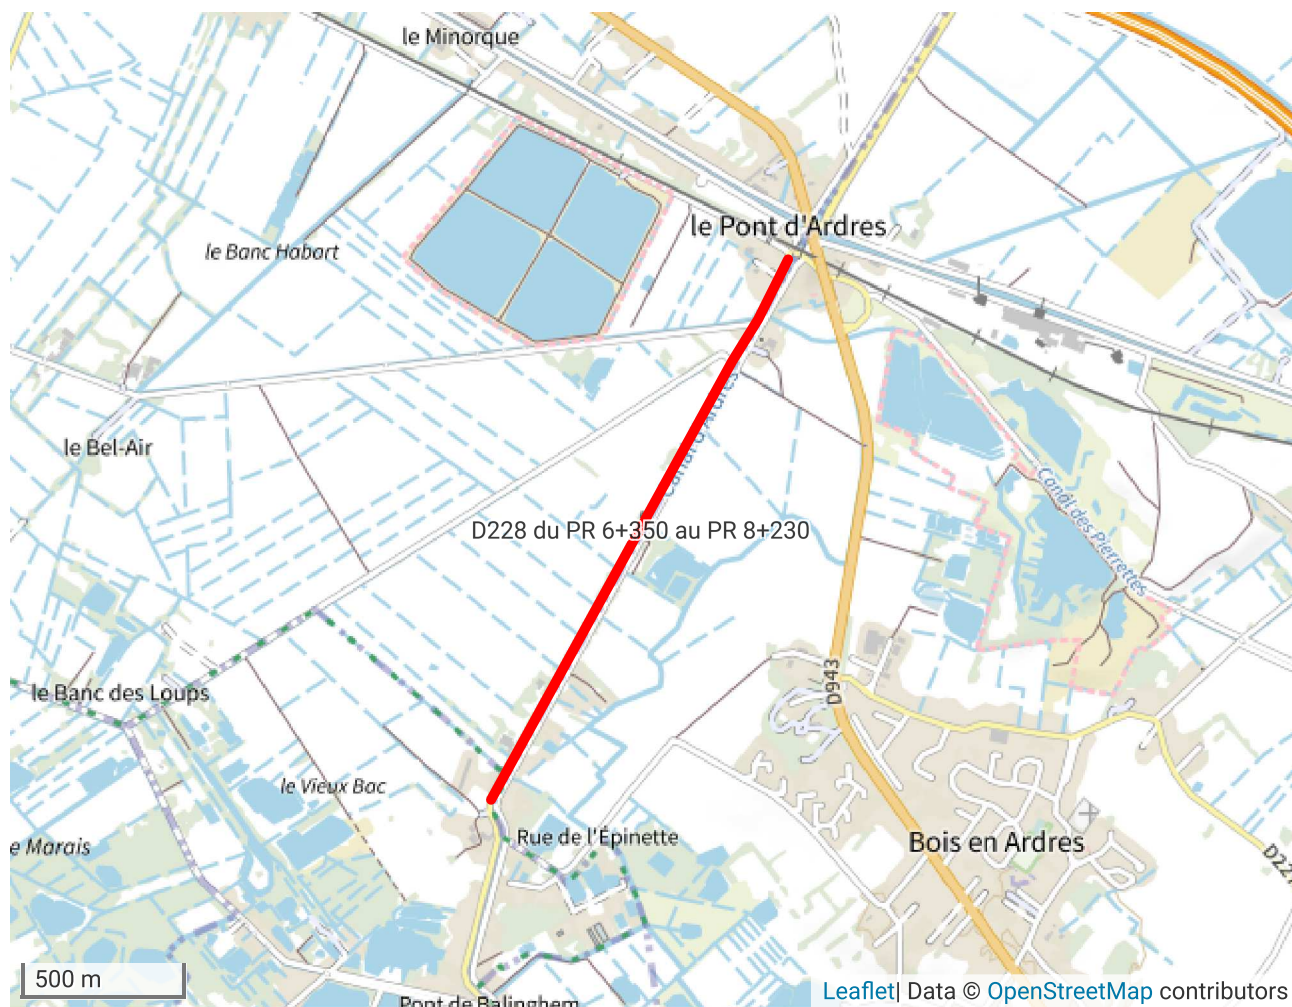 le Minorque
le Pont d'Ardres
le Banc Habart
le Bel-Air
Canal d'Ardres
Canal des Pierrettes
D228 du PR 6+350 au PR 8+230
D943
le Banc des Loups
le Vieux Bac
Rue de l'Épinette
Bois en Ardres
e Marais
D227
500 m
Pont de Balinghem
Leaflet| Data © OpenStreetMap contributors